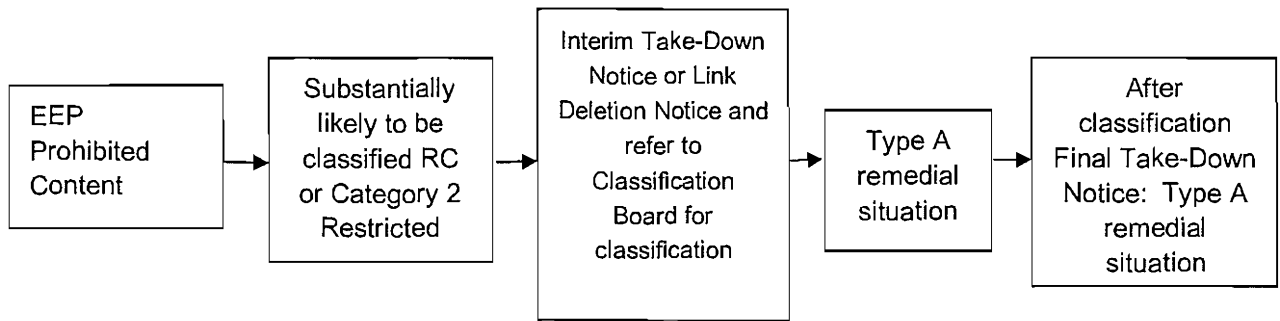 EEP
Prohibited
Content
Substantially
likely to be
classified RC
or Category 2
Restricted
Interim Take-Down
Notice or Link
Deletion Notice and
refer to
Classification
Board for
classification
Type A
remedial
situation
After
classification
Final Take-Down
Notice: Type A
remedial
situation